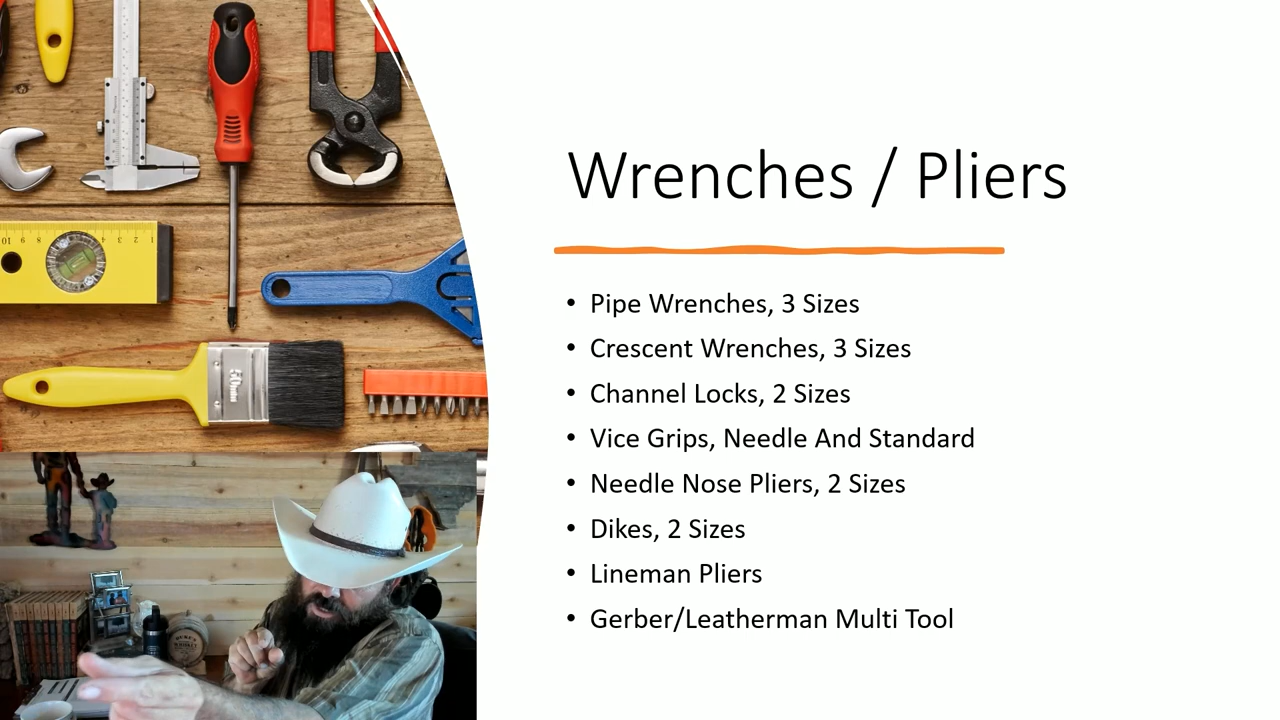 Wrenches / Pliers
• Pipe Wrenches, 3 Sizes
• Crescent Wrenches, 3 Sizes
• Channel Locks, 2 Sizes
• Vice Grips, Needle And Standard
• Needle Nose Pliers, 2 Sizes
• Dikes, 2 Sizes
• Lineman Pliers
• Gerber/Leatherman Multi Tool
50mm